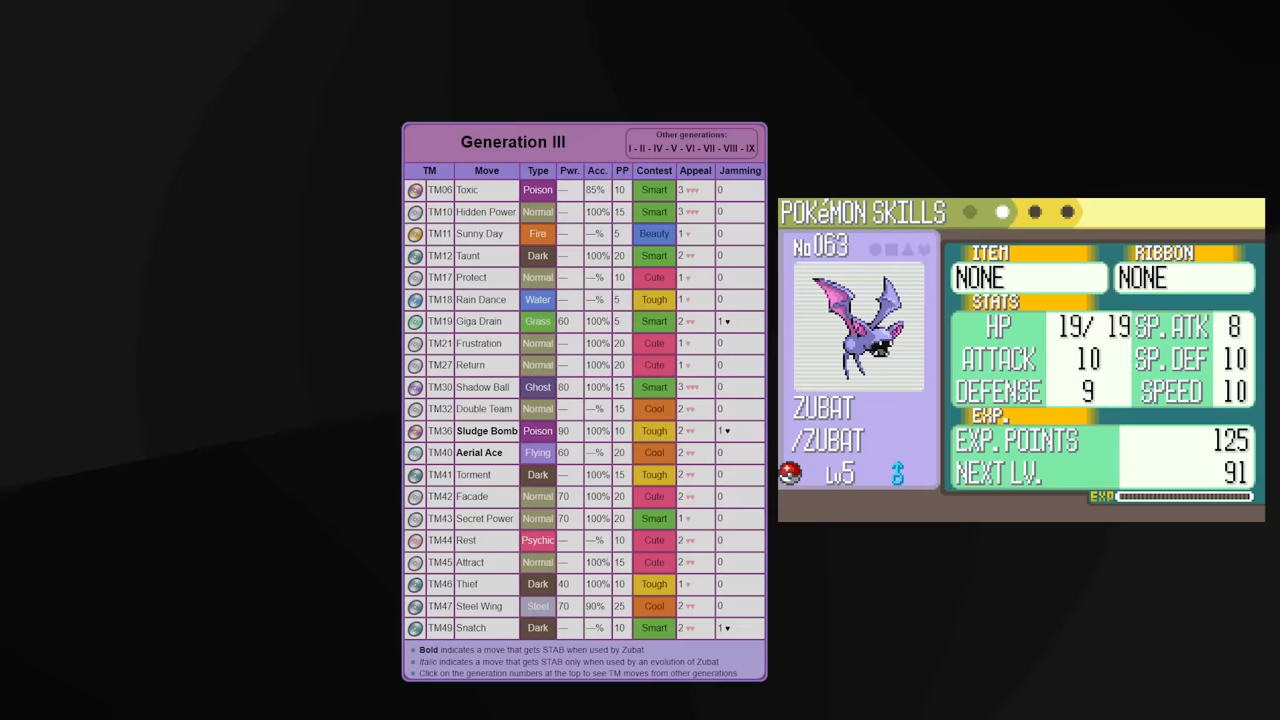 Generation III
Other generations:
I - II - IV - V - VI - VII - VIII - IX
TM Move Type Pwr. Acc. PP Contest Appeal Jamming
TM06 Toxic Poison — 85% 10 Smart 3 ♥♥♥ 0
TM10 Hidden Power Normal — 100% 15 Smart 3 ♥♥♥ 0
TM11 Sunny Day Fire — —% 5 Beauty 1 ♥ 0
TM12 Taunt Dark — 100% 20 Smart 2 ♥♥ 0
TM17 Protect Normal — —% 10 Cute 1 ♥ 0
TM18 Rain Dance Water — —% 5 Tough 1 ♥ 0
TM19 Giga Drain Grass 60 100% 5 Smart 2 ♥♥ 1 ♥
TM21 Frustration Normal — 100% 20 Cute 1 ♥ 0
TM27 Return Normal — 100% 20 Cute 1 ♥ 0
TM30 Shadow Ball Ghost 80 100% 15 Smart 3 ♥♥♥ 0
TM32 Double Team Normal — —% 15 Cool 2 ♥♥ 0
TM36 Sludge Bomb Poison 90 100% 10 Tough 2 ♥♥ 1 ♥
TM40 Aerial Ace Flying 60 —% 20 Cool 2 ♥♥ 0
TM41 Torment Dark — 100% 15 Tough 2 ♥♥ 0
TM42 Facade Normal 70 100% 20 Cute 2 ♥♥ 0
TM43 Secret Power Normal 70 100% 20 Smart 1 ♥ 0
TM44 Rest Psychic — —% 10 Cute 2 ♥♥ 0
TM45 Attract Normal — 100% 15 Cute 2 ♥♥ 0
TM46 Thief Dark 40 100% 10 Tough 1 ♥ 0
TM47 Steel Wing Steel 70 90% 25 Cool 2 ♥♥ 0
TM49 Snatch Dark — —% 10 Smart 2 ♥♥ 1 ♥
Bold indicates a move that gets STAB when used by Zubat
Italic indicates a move that gets STAB only when used by an evolution of Zubat
Click on the generation numbers at the top to see TM moves from other generations
POKéMON SKILLS
No063
ZUBAT
/ZUBAT
Lv5
ITEM RIBBON
NONE NONE
STATS
HP 19/ 19 SP. ATK 8
ATTACK 10 SP. DEF 10
DEFENSE 9 SPEED 10
EXP.
EXP. POINTS 125
NEXT LV. 91
EXP